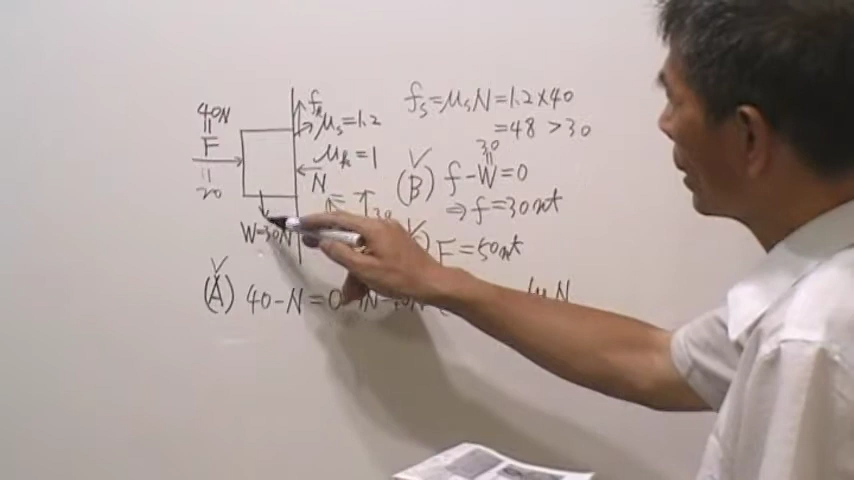 40N
=
F
=
20
f
μs=1.2
μk=1
N
W=30N
fs=μsN=1.2×40
=48>30
30
=
(B) f-W=0
⇒f=30nt
F=50nt
(A) 40-N=0